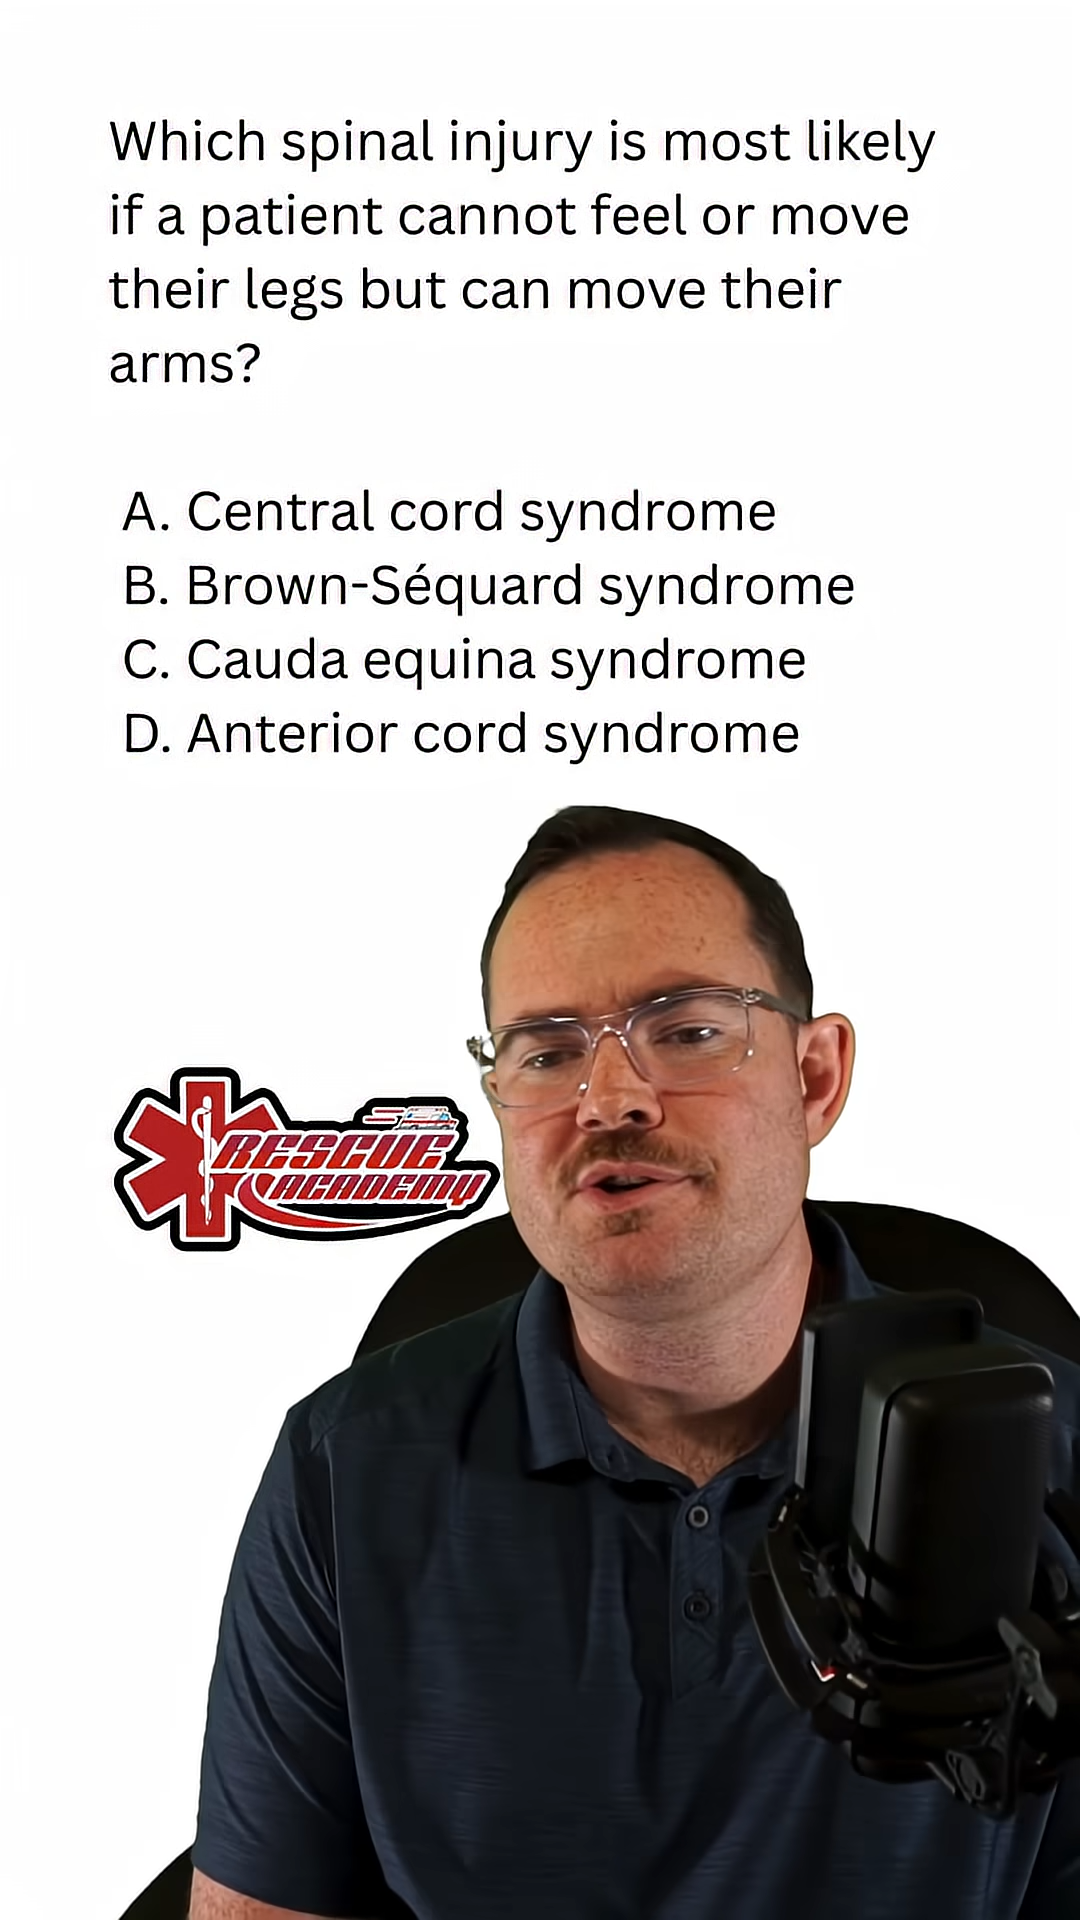 Which spinal injury is most likely
if a patient cannot feel or move
their legs but can move their
arms?
A. Central cord syndrome
B. Brown-Séquard syndrome
C. Cauda equina syndrome
D. Anterior cord syndrome
RESCUE
ACADEMY